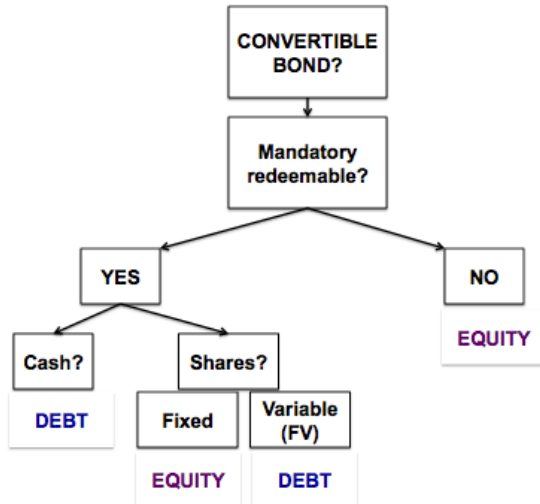 CONVERTIBLE
BOND?
Mandatory
redeemable?
YES
NO
EQUITY
Cash?
Shares?
DEBT
Fixed
Variable
(FV)
EQUITY
DEBT